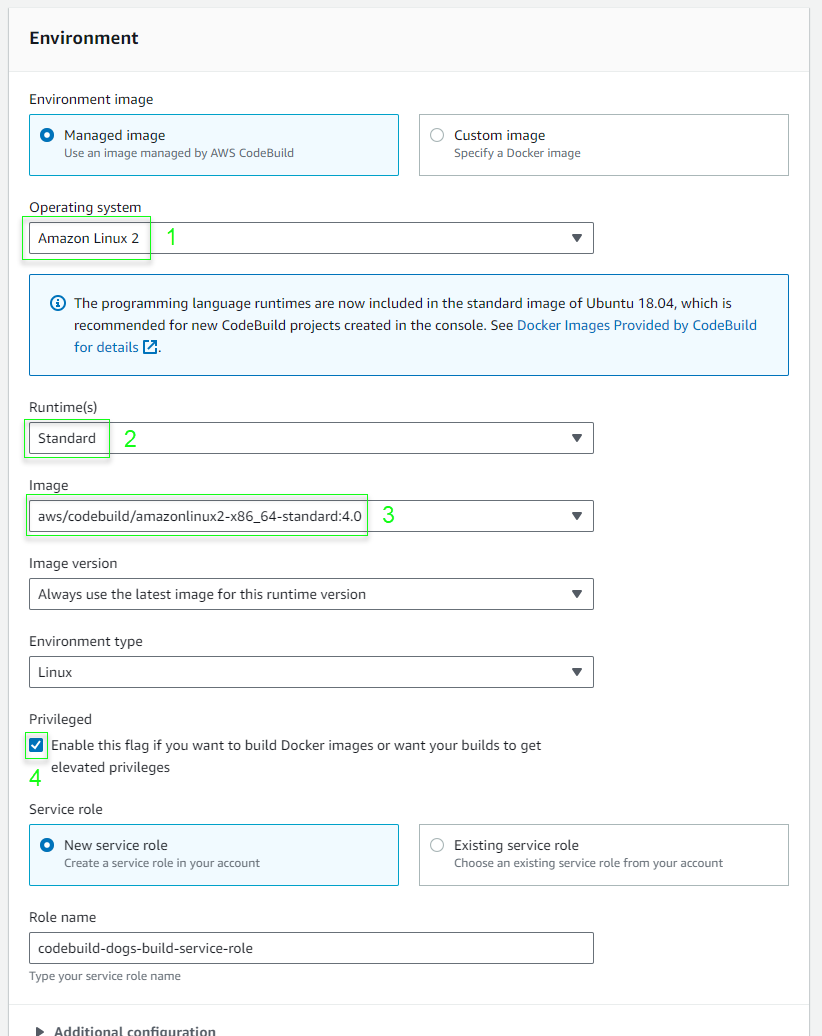 Environment
Environment image
Managed image
Use an image managed by AWS CodeBuild
Custom image
Specify a Docker image
Operating system
Amazon Linux 2
1
The programming language runtimes are now included in the standard image of Ubuntu 18.04, which is
recommended for new CodeBuild projects created in the console. See Docker Images Provided by CodeBuild
for details.
Runtime(s)
Standard
2
Image
aws/codebuild/amazonlinux2-x86_64-standard:4.0
3
Image version
Always use the latest image for this runtime version
Environment type
Linux
Privileged
Enable this flag if you want to build Docker images or want your builds to get
elevated privileges
4
Service role
New service role
Create a service role in your account
Existing service role
Choose an existing service role from your account
Role name
codebuild-dogs-build-service-role
Type your service role name
Additional configuration